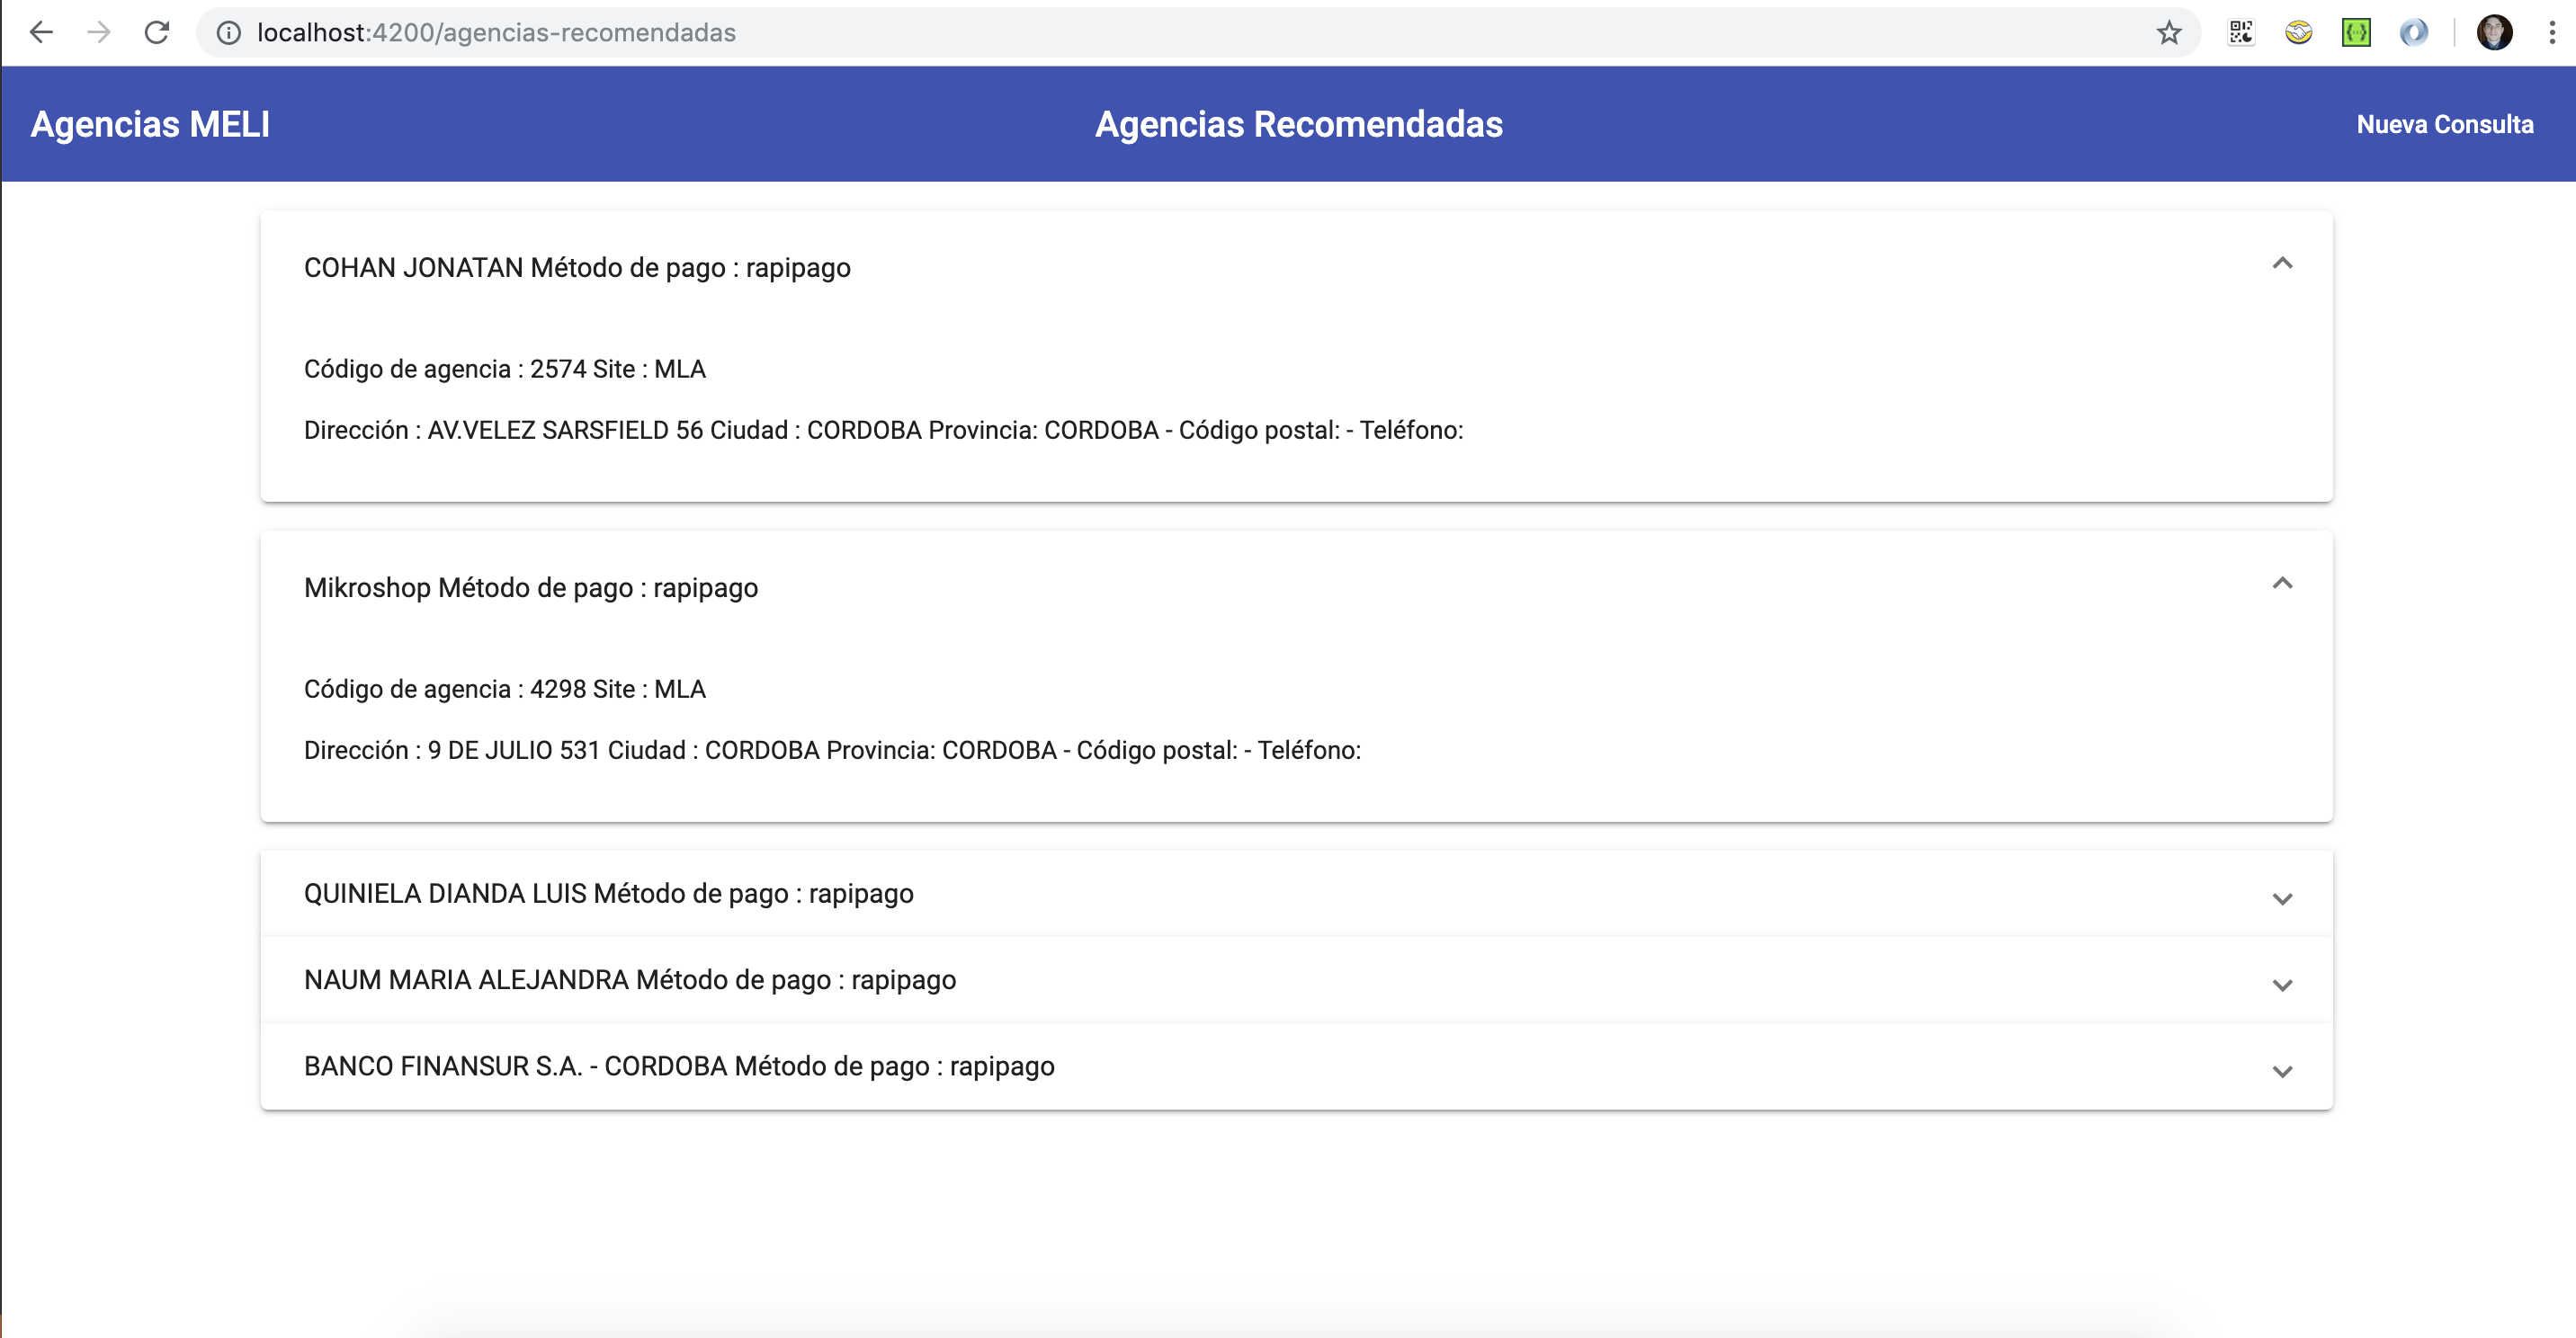 localhost:4200/agencias-recomendadas
Agencias MELI
Agencias Recomendadas
Nueva Consulta
COHAN JONATAN Método de pago : rapipago
Código de agencia : 2574 Site : MLA
Dirección : AV.VELEZ SARSFIELD 56 Ciudad : CORDOBA Provincia: CORDOBA - Código postal: - Teléfono:
Mikroshop Método de pago : rapipago
Código de agencia : 4298 Site : MLA
Dirección : 9 DE JULIO 531 Ciudad : CORDOBA Provincia: CORDOBA - Código postal: - Teléfono:
QUINIELA DIANDA LUIS Método de pago : rapipago
NAUM MARIA ALEJANDRA Método de pago : rapipago
BANCO FINANSUR S.A. - CORDOBA Método de pago : rapipago